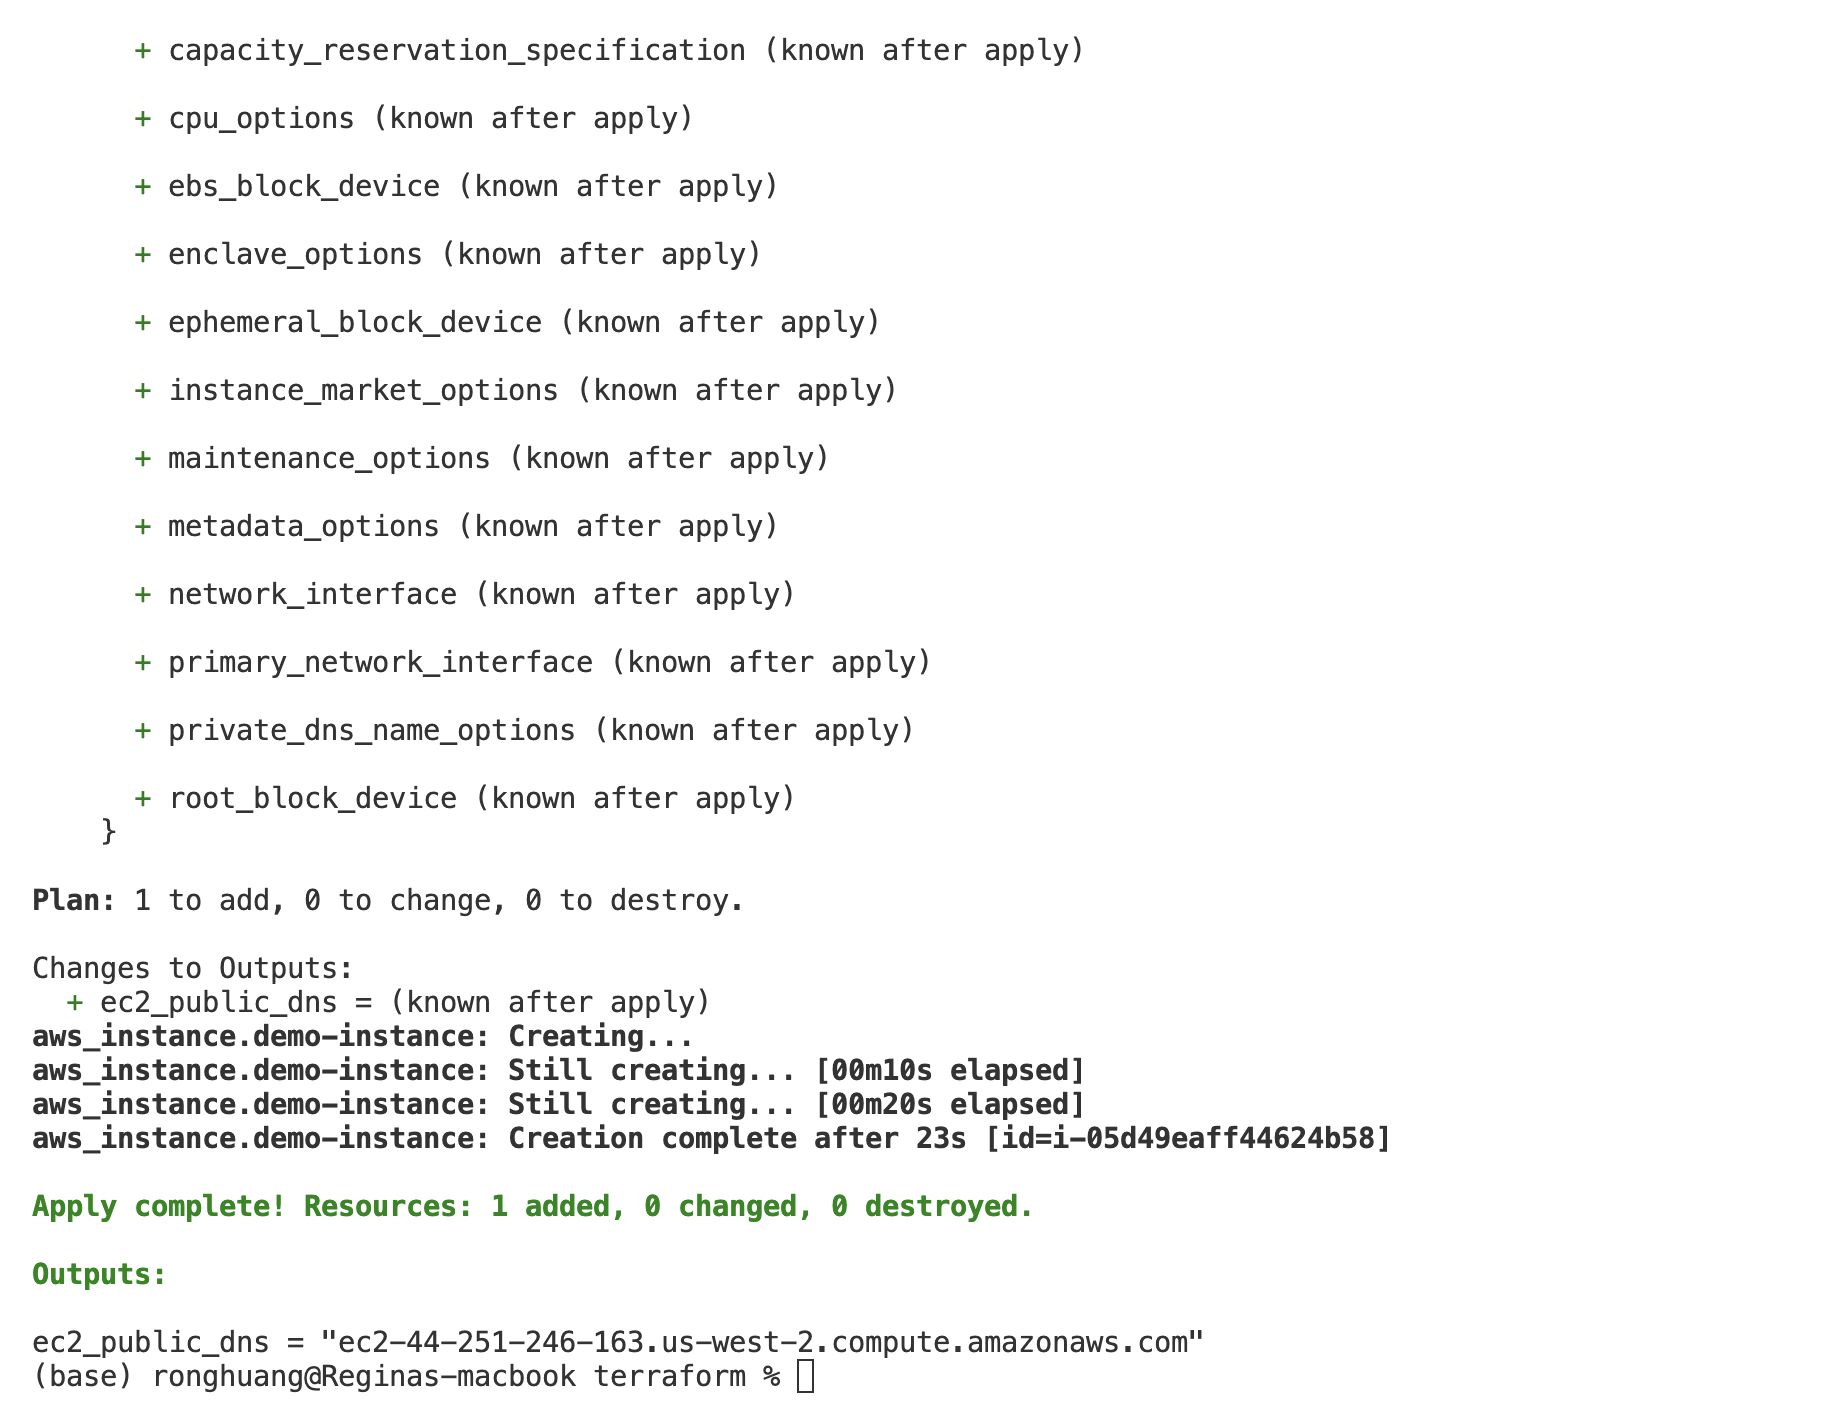 + capacity_reservation_specification (known after apply)
+ cpu_options (known after apply)
+ ebs_block_device (known after apply)
+ enclave_options (known after apply)
+ ephemeral_block_device (known after apply)
+ instance_market_options (known after apply)
+ maintenance_options (known after apply)
+ metadata_options (known after apply)
+ network_interface (known after apply)
+ primary_network_interface (known after apply)
+ private_dns_name_options (known after apply)
+ root_block_device (known after apply)
}
Plan: 1 to add, 0 to change, 0 to destroy.
Changes to Outputs:
+ ec2_public_dns = (known after apply)
aws_instance.demo-instance: Creating...
aws_instance.demo-instance: Still creating... [00m10s elapsed]
aws_instance.demo-instance: Still creating... [00m20s elapsed]
aws_instance.demo-instance: Creation complete after 23s [id=i-05d49eaff44624b58]
Apply complete! Resources: 1 added, 0 changed, 0 destroyed.
Outputs:
ec2_public_dns = "ec2-44-251-246-163.us-west-2.compute.amazonaws.com"
(base) ronghuang@Reginas-macbook terraform %